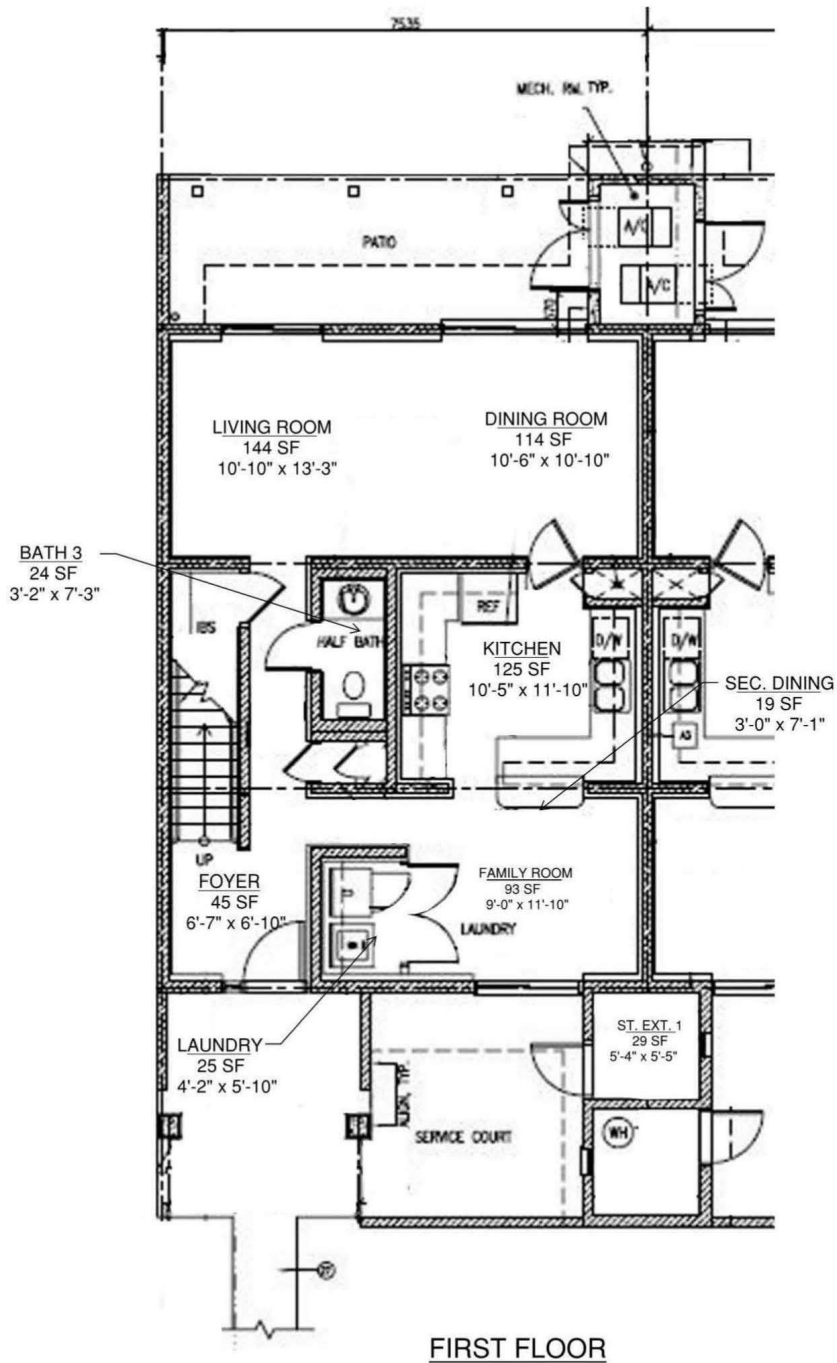 7535
MECH. RM. TYP.
A/C
PATIO
A/C
670
LIVING ROOM
144 SF
10'-10" x 13'-3"
DINING ROOM
114 SF
10'-6" x 10'-10"
BATH 3
24 SF
3'-2" x 7'-3"
IBS
HALF BATH
REF
KITCHEN
125 SF
10'-5" x 11'-10"
D/W
D/W
SEC. DINING
19 SF
3'-0" x 7'-1"
UP
FOYER
45 SF
6'-7" x 6'-10"
FAMILY ROOM
93 SF
9'-0" x 11'-10"
LAUNDRY
LAUNDRY
25 SF
4'-2" x 5'-10"
ST. EXT. 1
29 SF
5'-4" x 5'-5"
ALIGN, TYP.
SERVICE COURT
WH
FIRST FLOOR